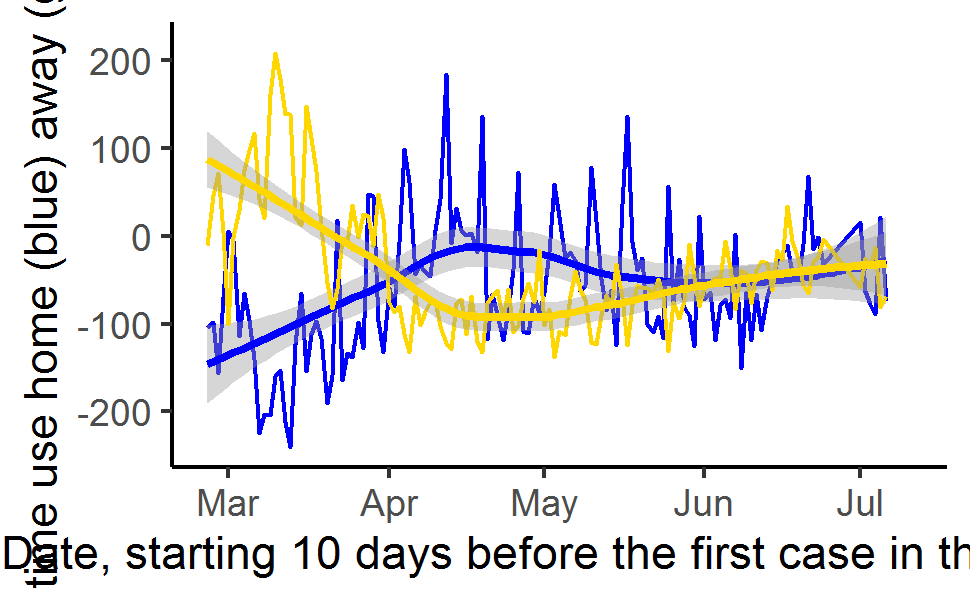 time use home (blue) away (
200
100
0
-100
-200
Mar Apr May Jun Jul
Date, starting 10 days before the first case in th